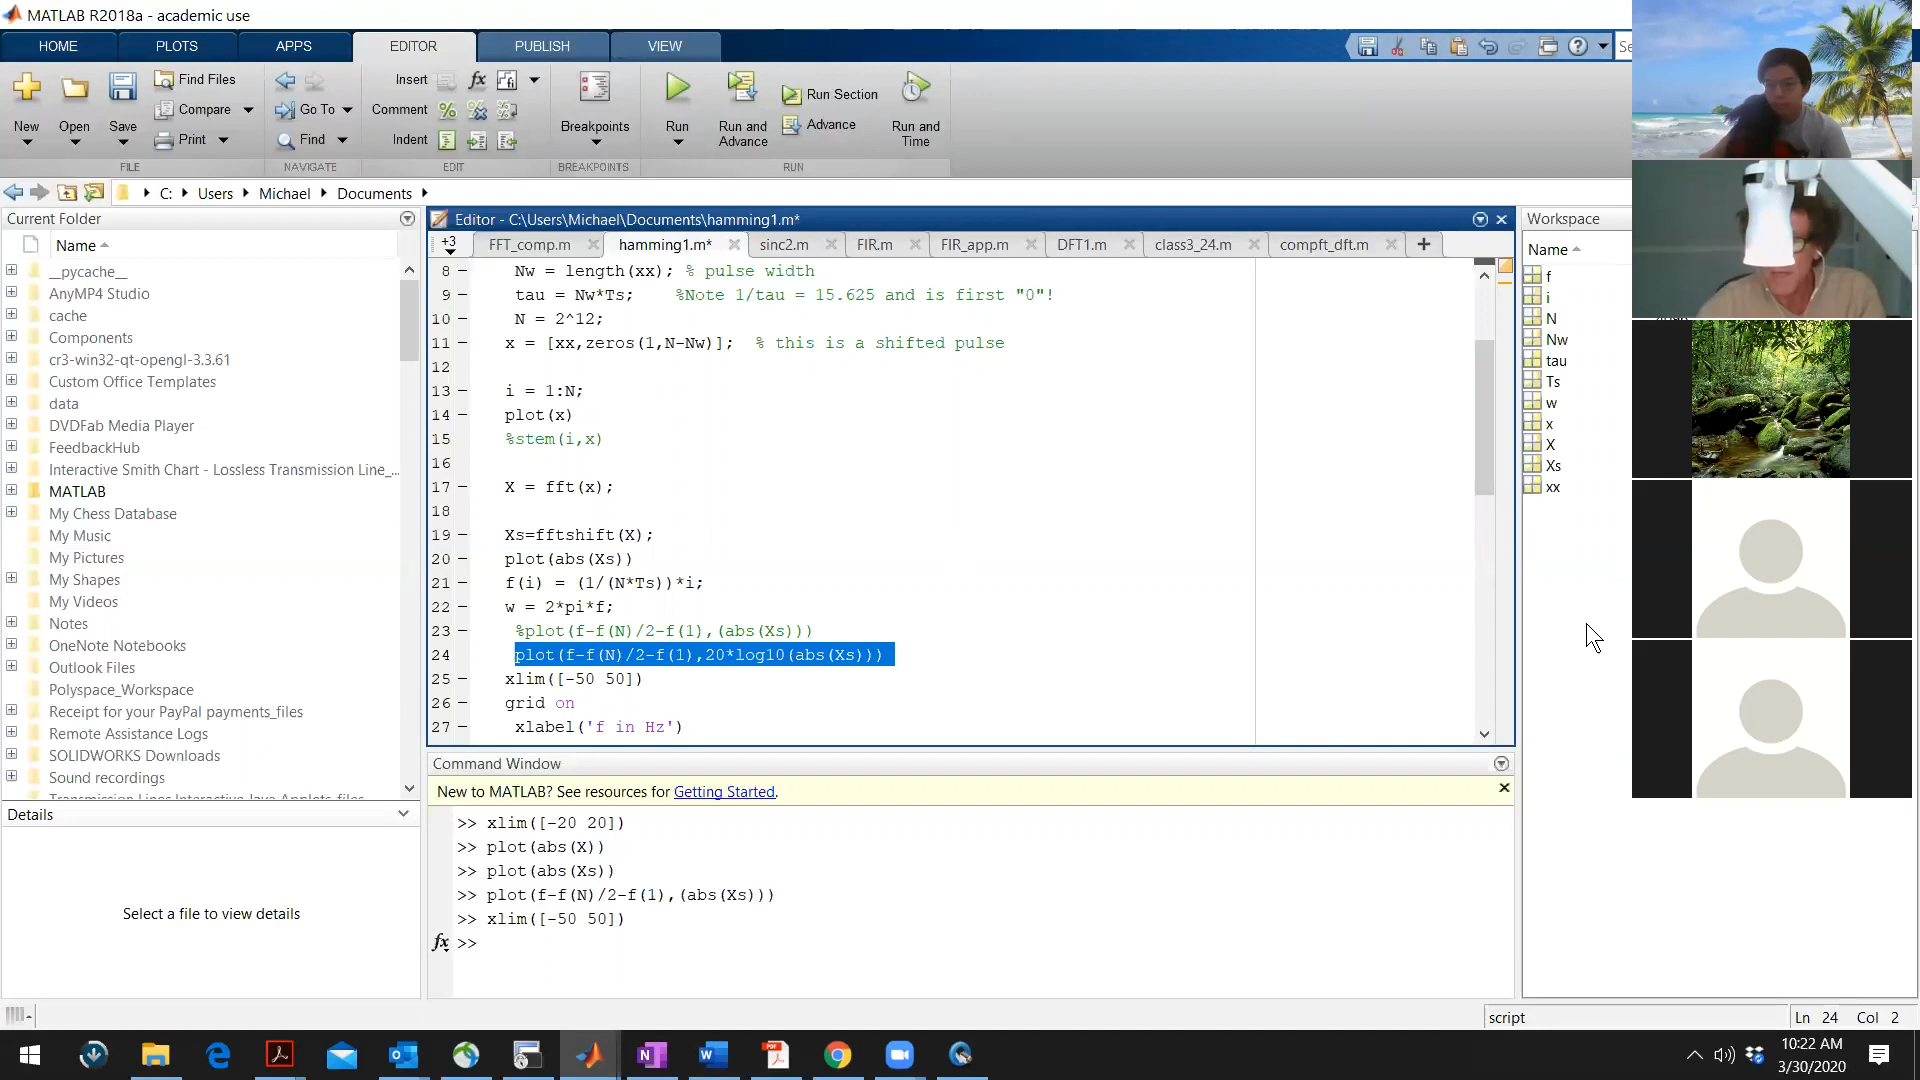 MATLAB R2018a - academic use
HOME
PLOTS
APPS
EDITOR
PUBLISH
VIEW
Se
New
Open
Save
Find Files
Compare
Print
Go To
Find
Insert
Comment
Indent
Breakpoints
Run
Run and Advance
Run Section
Advance
Run and Time
FILE
NAVIGATE
EDIT
BREAKPOINTS
RUN
C: Users Michael Documents
Current Folder
Name
__pycache__
AnyMP4 Studio
cache
Components
cr3-win32-qt-opengl-3.3.61
Custom Office Templates
data
DVDFab Media Player
FeedbackHub
Interactive Smith Chart - Lossless Transmission Line_...
MATLAB
My Chess Database
My Music
My Pictures
My Shapes
My Videos
Notes
OneNote Notebooks
Outlook Files
Polyspace_Workspace
Receipt for your PayPal payments_files
Remote Assistance Logs
SOLIDWORKS Downloads
Sound recordings
Transmission Lines Interactive Java Applets_files
Details
Select a file to view details
Editor - C:\Users\Michael\Documents\hamming1.m*
+3 FFT_comp.m hamming1.m* sinc2.m FIR.m FIR_app.m DFT1.m class3_24.m compft_dft.m
8 - Nw = length(xx); % pulse width
9 - tau = Nw*Ts; %Note 1/tau = 15.625 and is first "0"!
10 - N = 2^12;
11 - x = [xx,zeros(1,N-Nw)]; % this is a shifted pulse
12 -
13 - i = 1:N;
14 - plot(x)
15 - %stem(i,x)
16 -
17 - X = fft(x);
18 -
19 - Xs=fftshift(X);
20 - plot(abs(Xs))
21 - f(i) = (1/(N*Ts))*i;
22 - w = 2*pi*f;
23 - %plot(f-f(N)/2-f(1),(abs(Xs)))
24 - plot(f-f(N)/2-f(1),20*log10(abs(Xs)))
25 - xlim([-50 50])
26 - grid on
27 - xlabel('f in Hz')
Command Window
New to MATLAB? See resources for Getting Started.
>> xlim([-20 20])
>> plot(abs(X))
>> plot(abs(Xs))
>> plot(f-f(N)/2-f(1),(abs(Xs)))
>> xlim([-50 50])
fx >>
Workspace
Name
f
i
N
Nw
tau
Ts
w
x
X
Xs
xx
script
Ln 24 Col 2
10:22 AM
3/30/2020